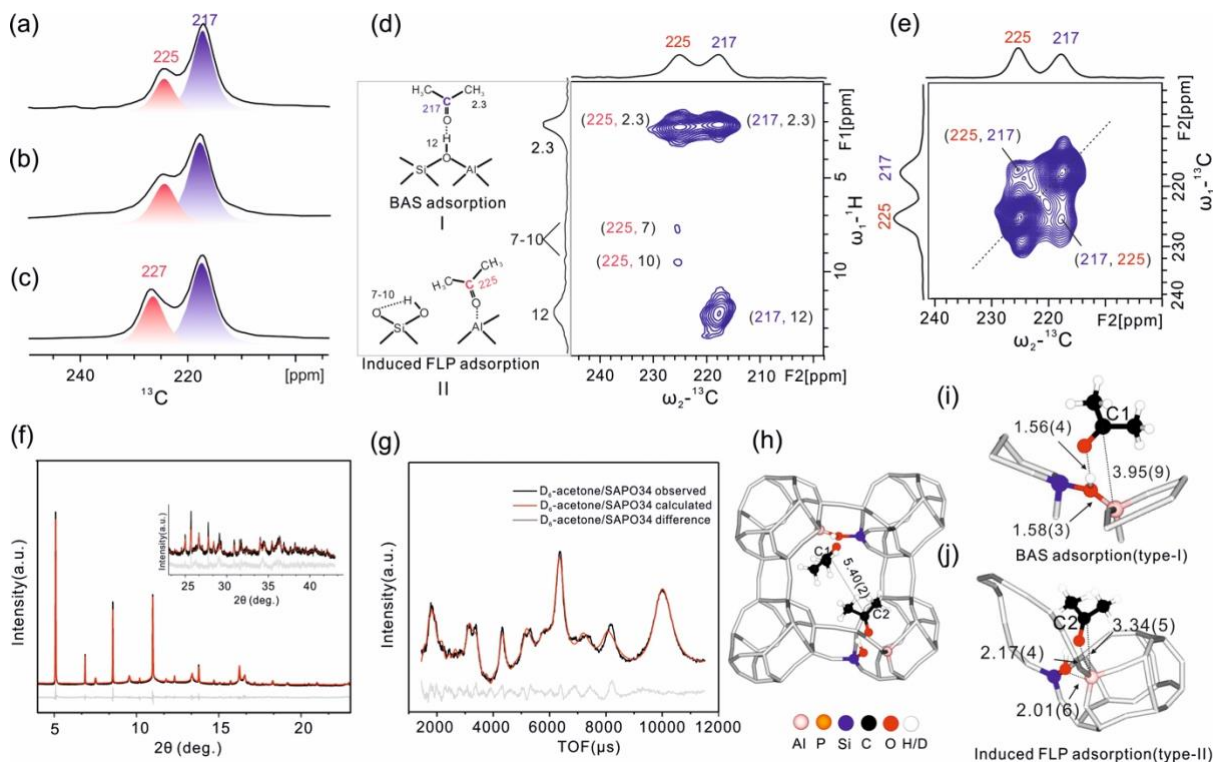 (a)
217
225
(b)
(c)
227
240
220
[ppm]
¹³C
(d)
225
217
H₃C
CH₃
217
C
2.3
O
12
H
O
Si
Al
BAS adsorption
I
7-10
H
O
O
Si
H₃C
CH₃
C
225
O
Al
Induced FLP adsorption
II
2.3
7-10
12
(225, 2.3)
(217, 2.3)
(225, 7)
(225, 10)
(217, 12)
F1[ppm]
5
10
ω₁-¹H
240
230
220
210
F2[ppm]
ω₂-¹³C
(e)
225
217
217
225
(225, 217)
(217, 225)
F2[ppm]
220
230
240
ω₁-¹³C
240
230
220
F2[ppm]
ω₂-¹³C
(f)
Intensity(a.u.)
Intensity(a.u.)
25
30
35
40
2θ (deg.)
5
10
15
20
2θ (deg.)
(g)
D₆-acetone/SAPO34 observed
D₆-acetone/SAPO34 calculated
D₆-acetone/SAPO34 difference
Intensity(a.u.)
2000
4000
6000
8000
10000
12000
TOF(µs)
(h)
C1
5.40(2)
C2
Al
P
Si
C
O
H/D
(i)
C1
1.56(4)
3.95(9)
1.58(3)
BAS adsorption(type-I)
(j)
C2
3.34(5)
2.17(4)
2.01(6)
Induced FLP adsorption(type-II)